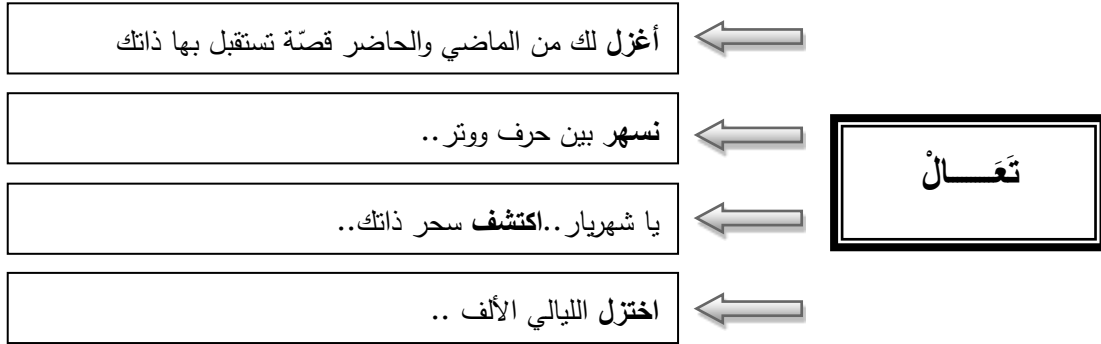 تَعَـــــالْ
أغزل لك من الماضي والحاضر قصّة تستقبل بها ذاتك
نسهر بين حرف ووتر..
يا شهريار..اكتشف سحر ذاتك..
اختزل الليالي الألف ..